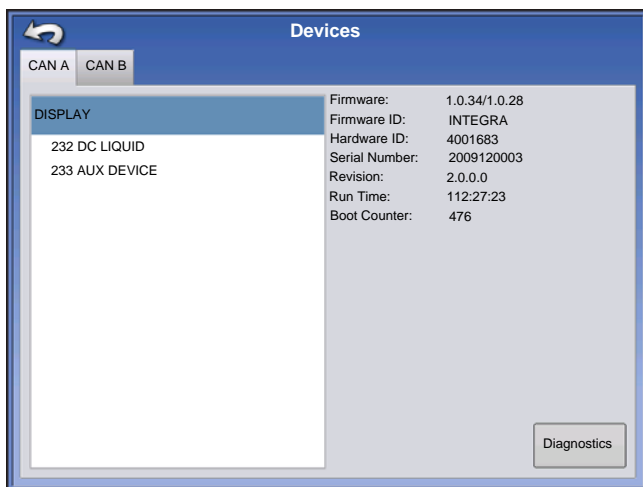 Devices
CAN A CAN B
DISPLAY
232 DC LIQUID
233 AUX DEVICE
Firmware: 1.0.34/1.0.28
Firmware ID: INTEGRA
Hardware ID: 4001683
Serial Number: 2009120003
Revision: 2.0.0.0
Run Time: 112:27:23
Boot Counter: 476
Diagnostics